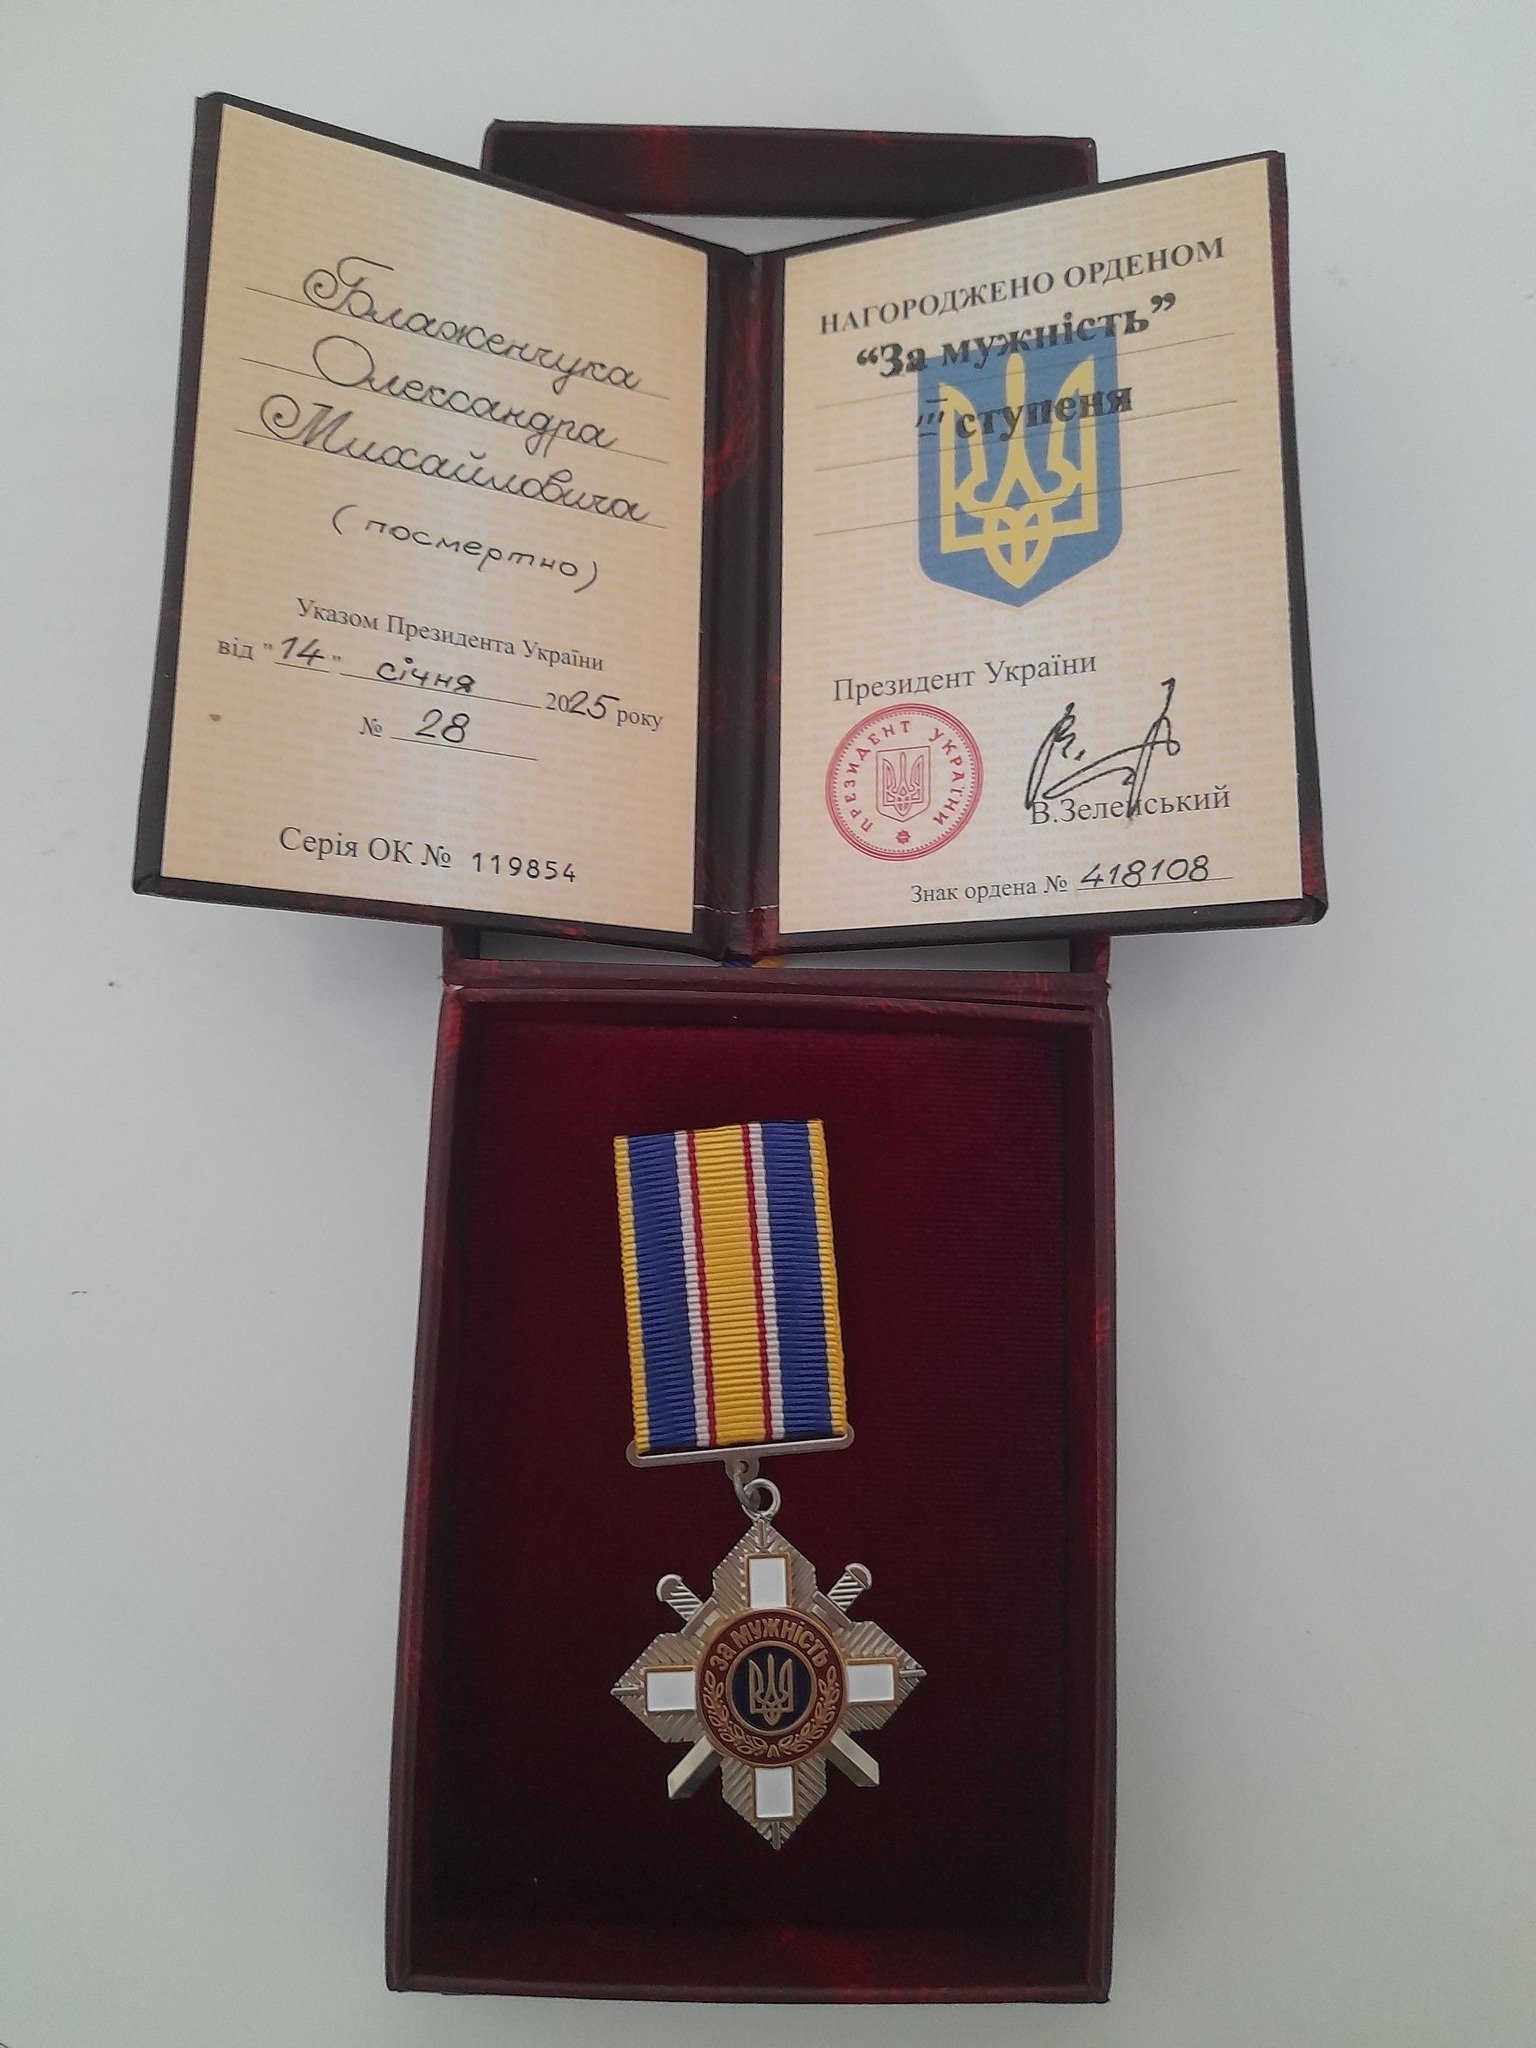 Блаженчука
Олександра
Михайловича
(посмертно)
Указом Президента України
від "14" січня 2025 року
№ 28
Серія ОК № 119854
НАГОРОДЖЕНО ОРДЕНОМ
“За мужність”
III ступеня
Президент України
ПРЕЗИДЕНТ УКРАЇНИ
В.Зеленський
Знак ордена № 418108
За мужність